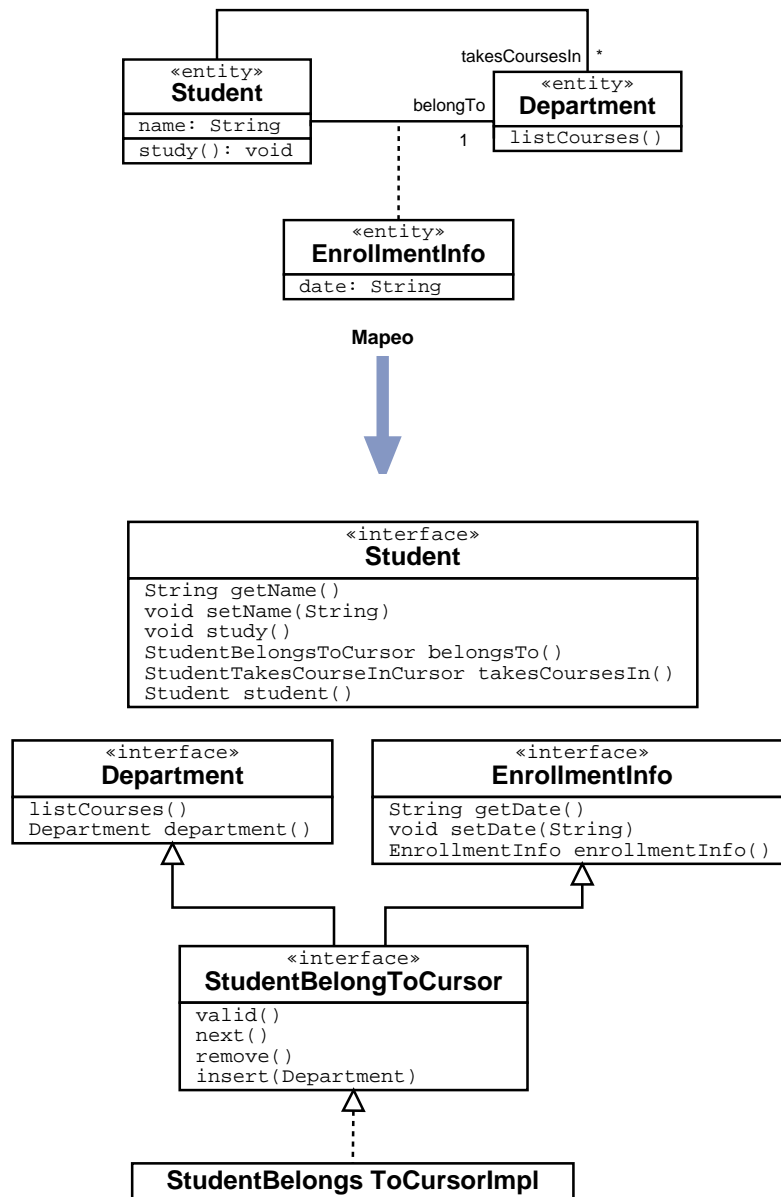 takesCoursesIn *
«entity»
Student
name: String
study(): void
belongTo
1
«entity»
Department
listCourses()
«entity»
EnrollmentInfo
date: String
Mapeo
«interface»
Student
String getName()
void setName(String)
void study()
StudentBelongsToCursor belongsTo()
StudentTakesCourseInCursor takesCoursesIn()
Student student()
«interface»
Department
listCourses()
Department department()
«interface»
EnrollmentInfo
String getDate()
void setDate(String)
EnrollmentInfo enrollmentInfo()
«interface»
StudentBelongToCursor
valid()
next()
remove()
insert(Department)
StudentBelongs ToCursorImpl